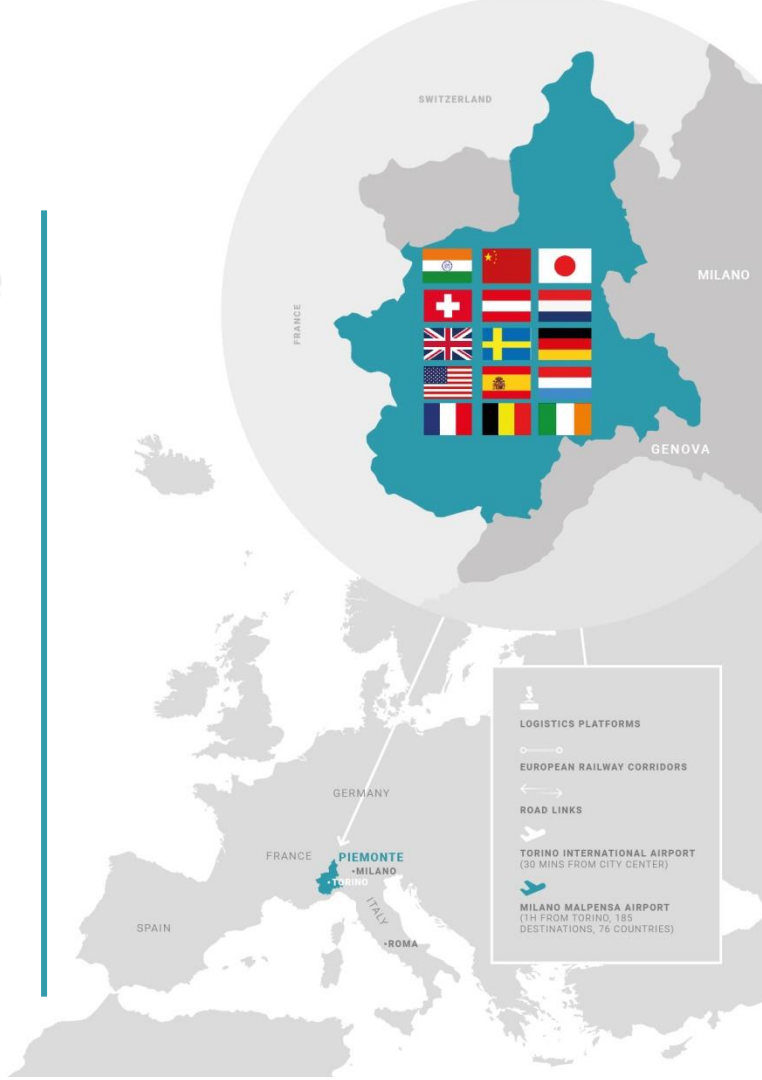 SWITZERLAND
MILANO
FRANCE
GENOVA
LOGISTICS PLATFORMS
EUROPEAN RAILWAY CORRIDORS
ROAD LINKS
TORINO INTERNATIONAL AIRPORT
(30 MINS FROM CITY CENTER)
MILANO MALPENSA AIRPORT
(1H FROM TORINO, 185
DESTINATIONS, 76 COUNTRIES)
GERMANY
FRANCE
PIEMONTE
•MILANO
•TORINO
ITALY
SPAIN
•ROMA